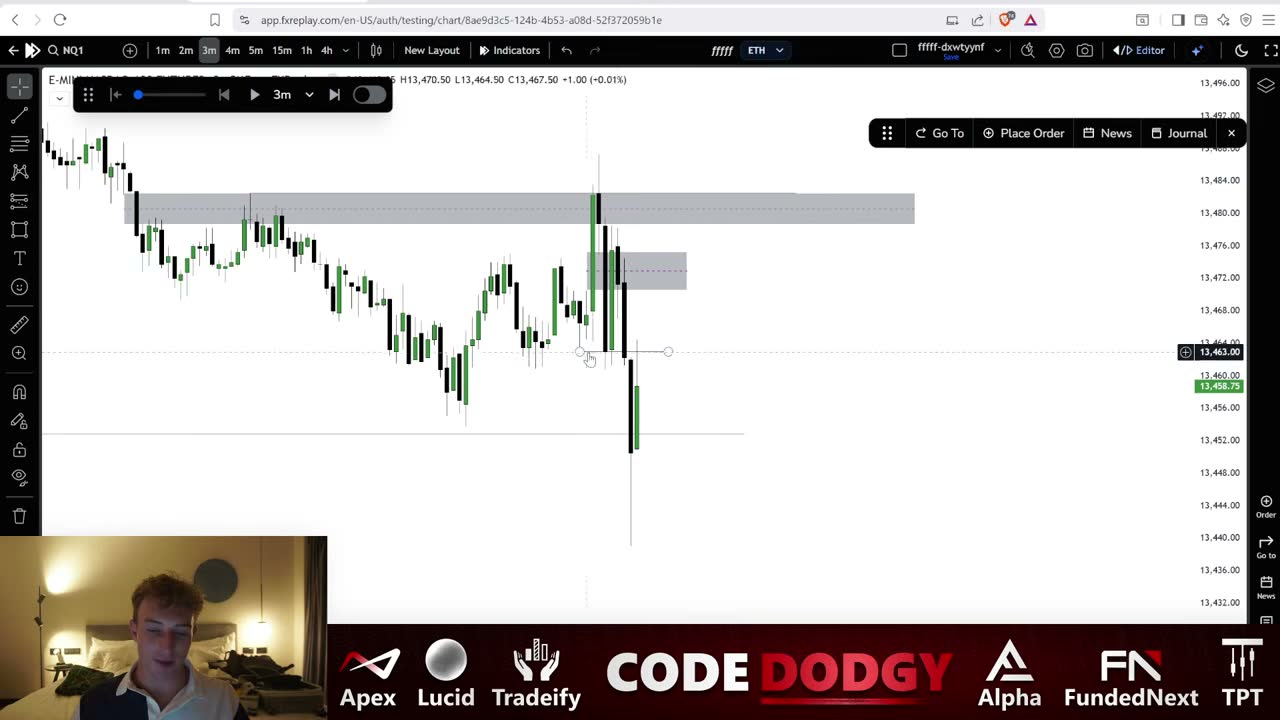 app.fxreplay.com/en-US/auth/testing/chart/8ae9d3c5-124b-4b53-a08d-52f372059b1e
NQ1 1m 2m 3m 4m 5m 15m 1h 4h New Layout Indicators fffff ETH fffff-dxwtyynf Save Editor
H13,470.50 L13,464.50 C13,467.50 +1.00 (+0.01%)
3m
Go To Place Order News Journal
13,496.00
13,484.00
13,480.00
13,476.00
13,472.00
13,468.00
13,463.00
13,460.00
13,458.75
13,456.00
13,452.00
13,448.00
13,444.00
13,440.00
13,436.00
13,432.00
Order
Go to
News
CODE DODGY
Apex Lucid Tradeify Alpha FundedNext TPT